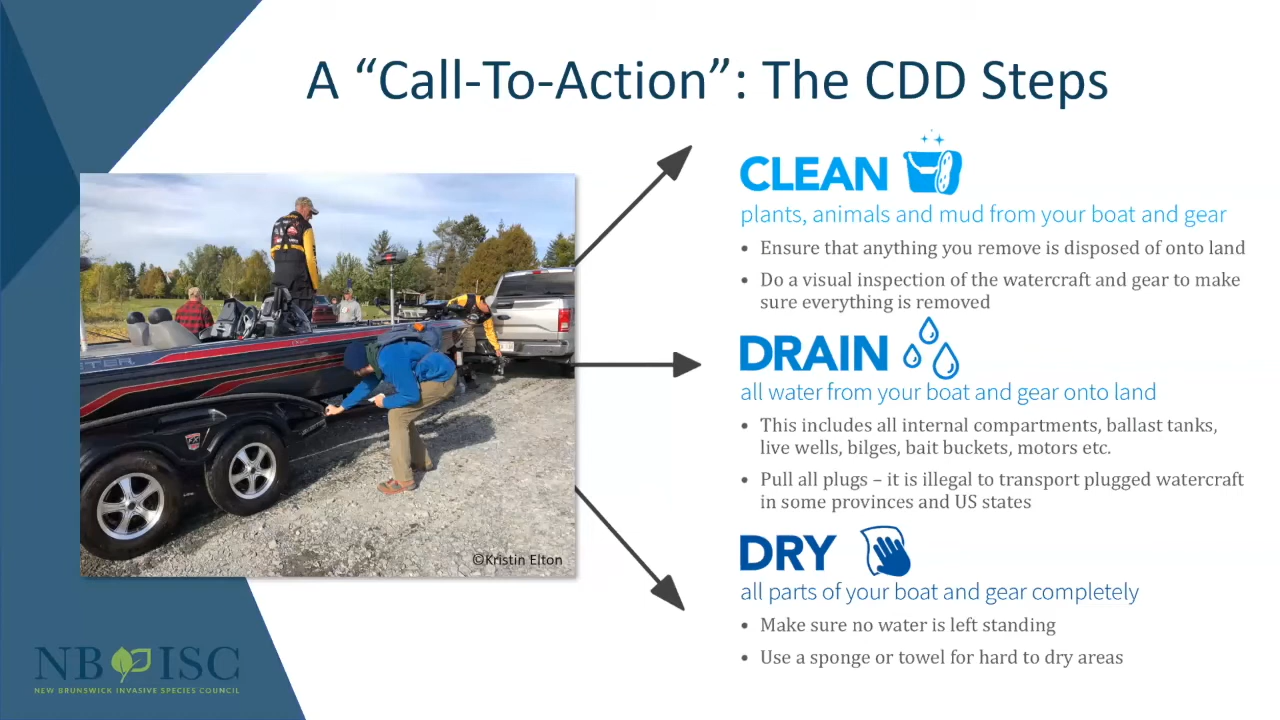 A “Call-To-Action”: The CDD Steps
CLEAN
plants, animals and mud from your boat and gear
• Ensure that anything you remove is disposed of onto land
• Do a visual inspection of the watercraft and gear to make
sure everything is removed
DRAIN
all water from your boat and gear onto land
• This includes all internal compartments, ballast tanks,
live wells, bilges, bait buckets, motors etc.
• Pull all plugs – it is illegal to transport plugged watercraft
in some provinces and US states
DRY
all parts of your boat and gear completely
• Make sure no water is left standing
• Use a sponge or towel for hard to dry areas
©Kristin Elton
NB ISC
NEW BRUNSWICK INVASIVE SPECIES COUNCIL